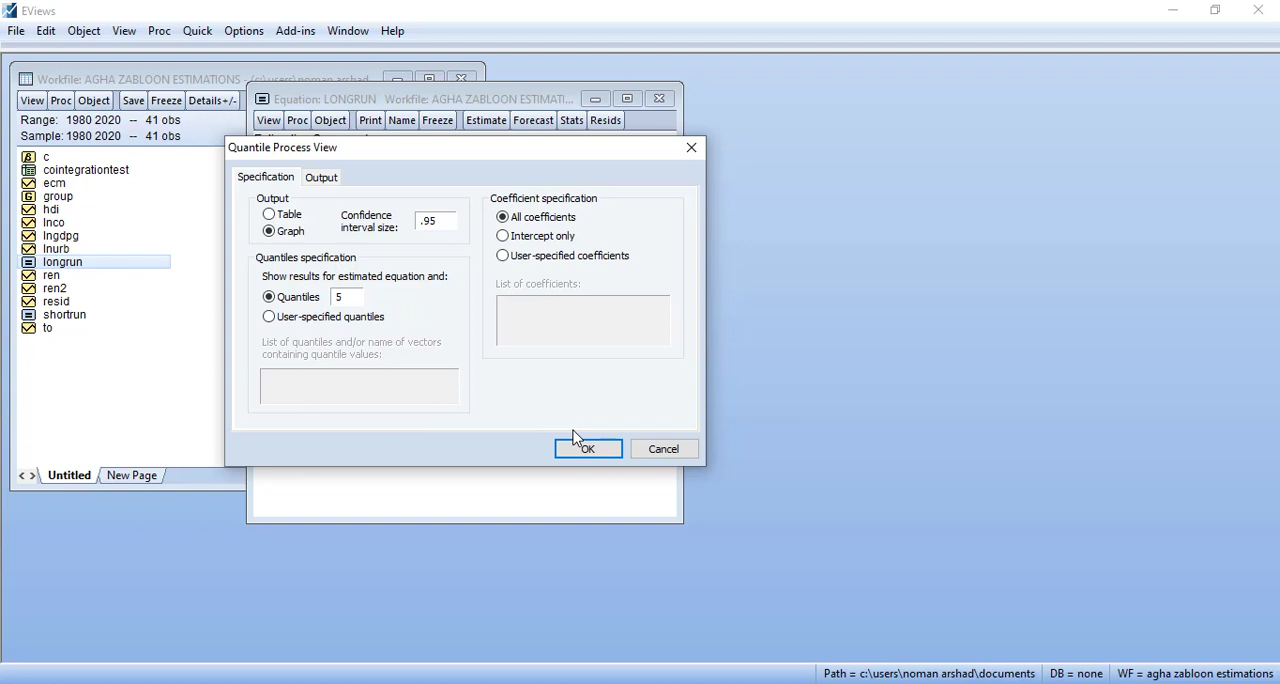 EViews
File Edit Object View Proc Quick Options Add-ins Window Help
Workfile: AGHA ZABLOON ESTIMATIONS - (c:\users\noman arshad
View Proc Object Save Freeze Details+/-
Range: 1980 2020 -- 41 obs
Sample: 1980 2020 -- 41 obs
c
cointegrationtest
ecm
group
hdi
lnco
lngdpg
lnurb
longrun
ren
ren2
resid
shortrun
to
Untitled New Page
Equation: LONGRUN Workfile: AGHA ZABLOON ESTIMATI...
View Proc Object Print Name Freeze Estimate Forecast Stats Resids
Quantile Process View
Specification Output
Output
Table
Graph
Confidence
interval size: .95
Quantiles specification
Show results for estimated equation and:
Quantiles 5
User-specified quantiles
List of quantiles and/or name of vectors
containing quantile values:
Coefficient specification
All coefficients
Intercept only
User-specified coefficients
List of coefficients:
OK Cancel
Path = c:\users\noman arshad\documents DB = none WF = agha zabloon estimations